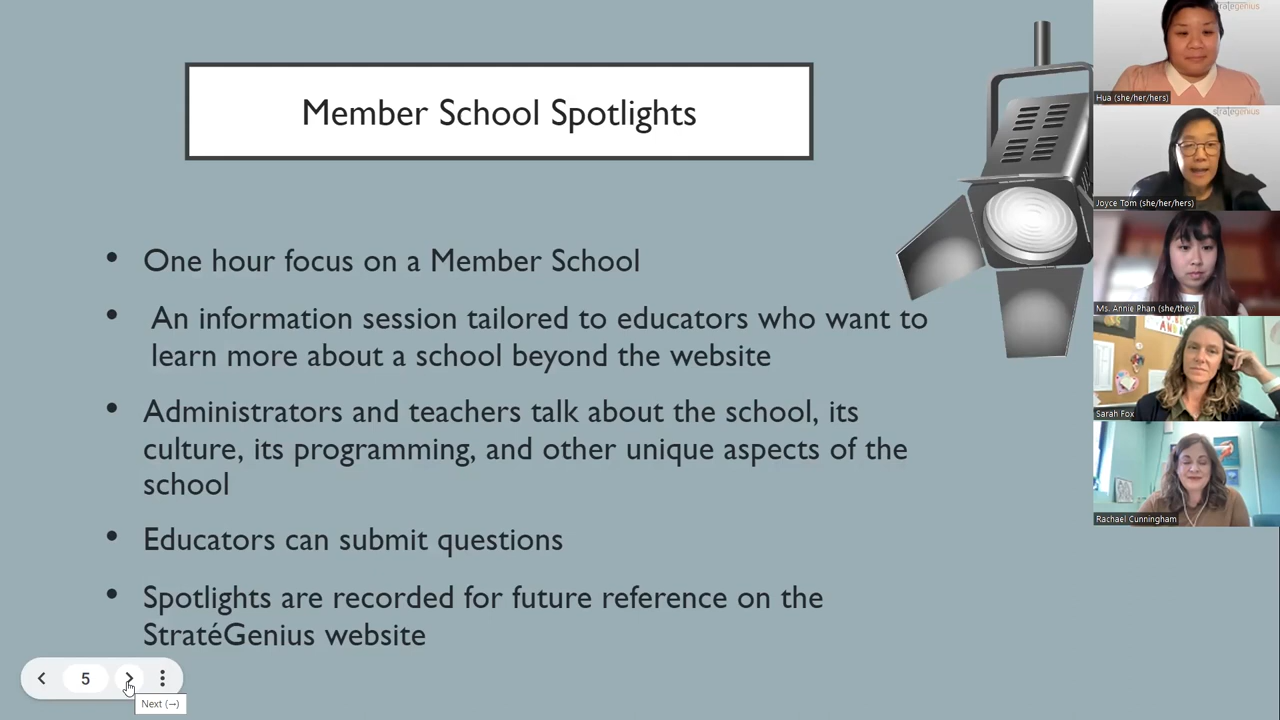 Member School Spotlights
• One hour focus on a Member School
• An information session tailored to educators who want to
learn more about a school beyond the website
• Administrators and teachers talk about the school, its
culture, its programming, and other unique aspects of the
school
• Educators can submit questions
• Spotlights are recorded for future reference on the
StratéGenius website
5
Next (→)
strategenius
Hua (she/her/hers)
strategenius
Joyce Tom (she/her/hers)
Ms. Annie Phan (she/they)
Sarah Fox
Rachael Cunningham